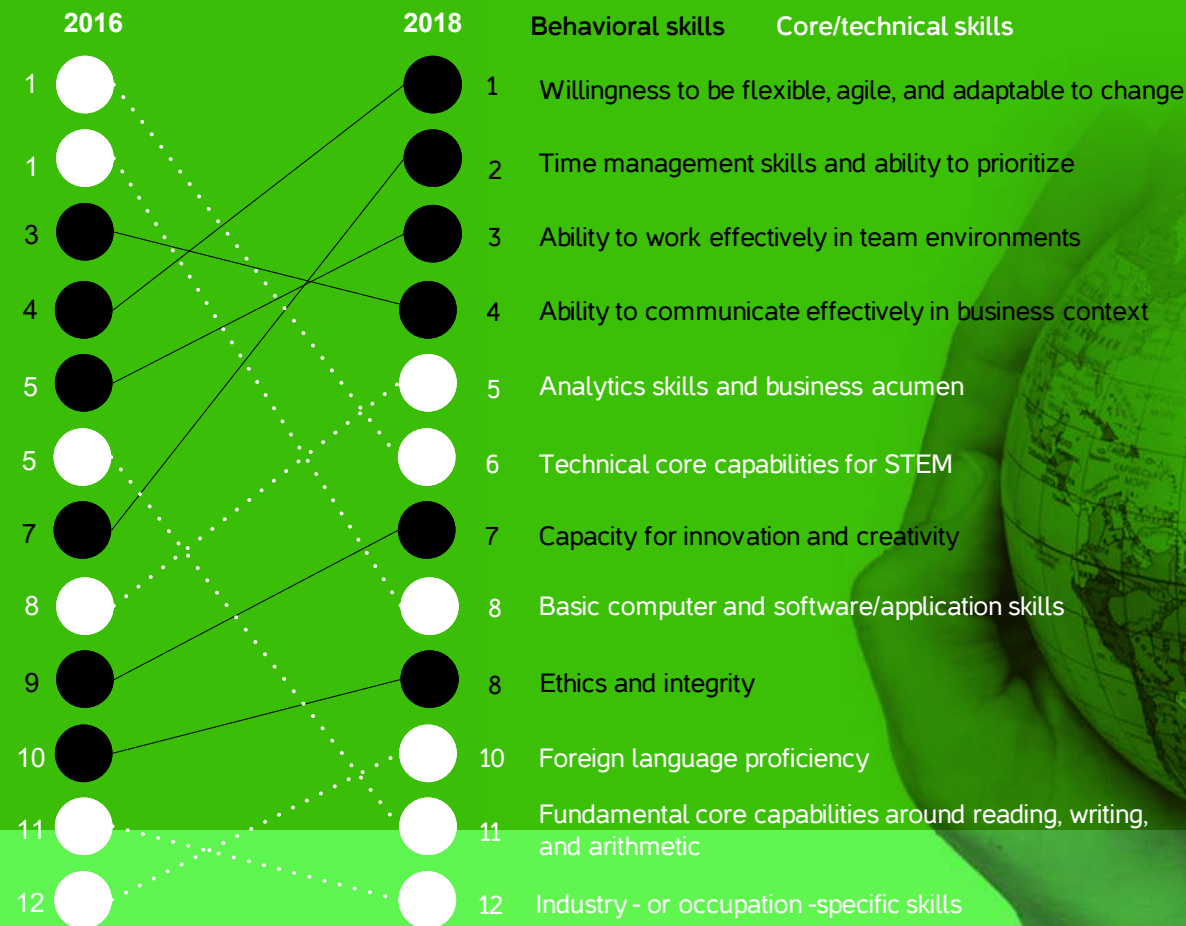 2016 2018 Behavioral skills Core/technical skills
1 1 Willingness to be flexible, agile, and adaptable to change
1 2 Time management skills and ability to prioritize
3 3 Ability to work effectively in team environments
4 4 Ability to communicate effectively in business context
5 5 Analytics skills and business acumen
5 6 Technical core capabilities for STEM
7 7 Capacity for innovation and creativity
8 8 Basic computer and software/application skills
9 8 Ethics and integrity
10 10 Foreign language proficiency
11 11 Fundamental core capabilities around reading, writing,
and arithmetic
12 12 Industry - or occupation -specific skills